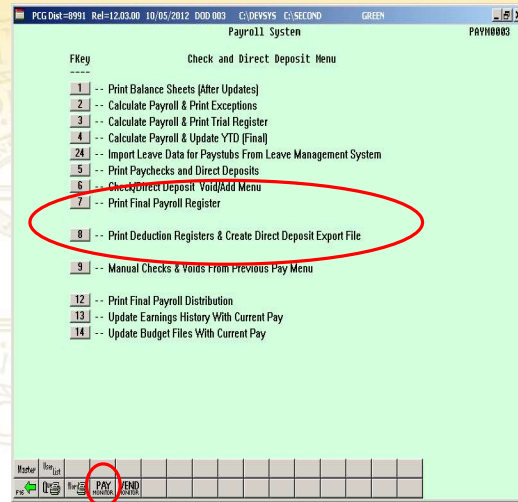 PCG Dist=8991 Rel=12.03.00 10/05/2012 DOD 003 C:\DEVSYS C:\SECOND GREEN
Payroll System PAYM0003
FKey Check and Direct Deposit Menu
----
1 -- Print Balance Sheets (After Updates)
2 -- Calculate Payroll & Print Exceptions
3 -- Calculate Payroll & Print Trial Register
4 -- Calculate Payroll & Update YTD (Final)
24 -- Import Leave Data for Paystubs From Leave Management System
5 -- Print Paychecks and Direct Deposits
6 -- Check/Direct Deposit Void/Add Menu
7 -- Print Final Payroll Register
8 -- Print Deduction Registers & Create Direct Deposit Export File
9 -- Manual Checks & Voids From Previous Pay Menu
12 -- Print Final Payroll Distribution
13 -- Update Earnings History With Current Pay
14 -- Update Budget Files With Current Pay
Master User List
F16 PAY MONITOR VEND MONITOR